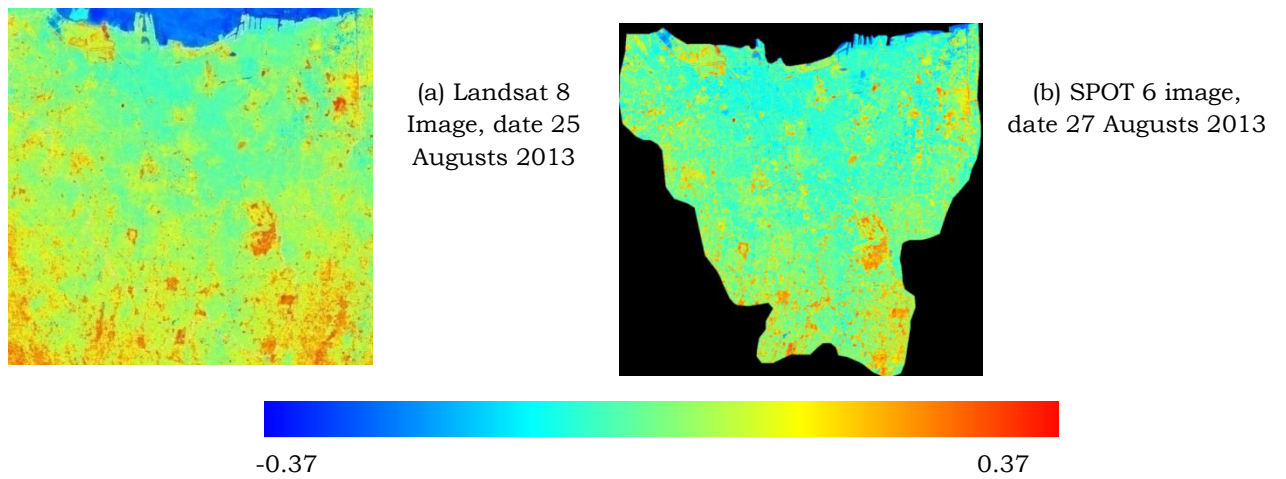 (a) Landsat 8
Image, date 25
Augusts 2013
(b) SPOT 6 image,
date 27 Augusts 2013
-0.37
0.37